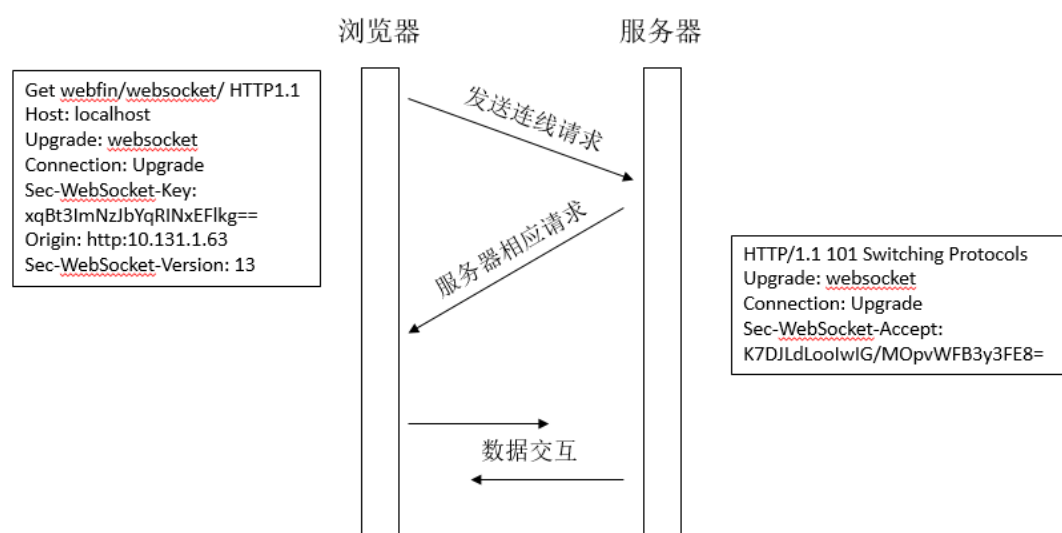 浏览器
服务器
Get webfin/websocket/ HTTP1.1
Host: localhost
Upgrade: websocket
Connection: Upgrade
Sec-WebSocket-Key:
xqBt3ImNzJbYqRINxEFlkg==
Origin: http:10.131.1.63
Sec-WebSocket-Version: 13
发送连线请求
服务器相应请求
HTTP/1.1 101 Switching Protocols
Upgrade: websocket
Connection: Upgrade
Sec-WebSocket-Accept:
K7DJLdLooIwIG/MOpvWFB3y3FE8=
数据交互